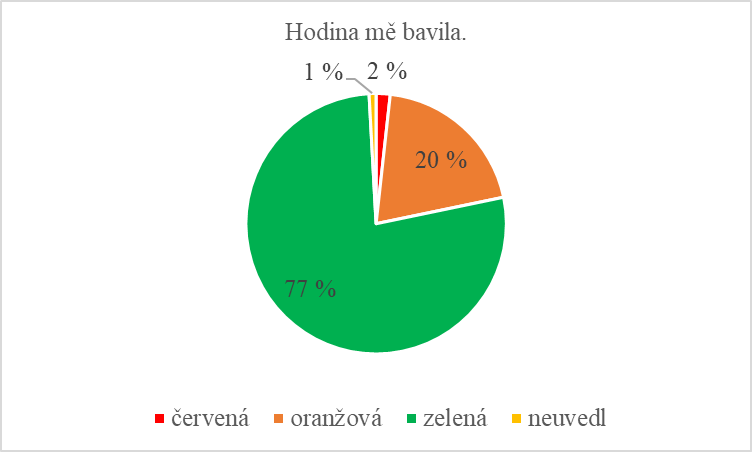 Hodina mě bavila.
1 % 2 %
20 %
77 %
červená oranžová zelená neuvedl